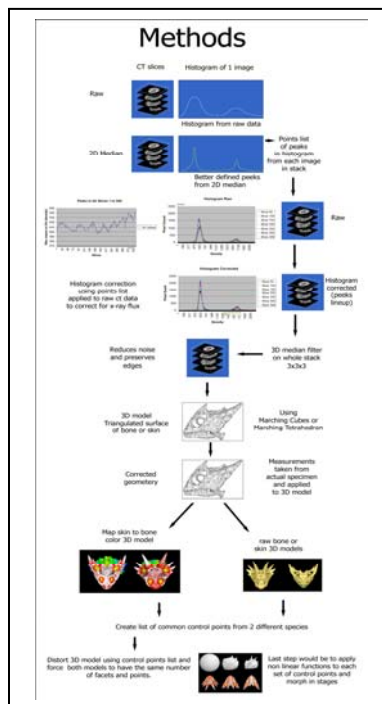 Methods
CT slices
Histogram of 1 image
Raw
Histogram from raw data
2D Median
Points list
of peaks
in histogram
from each image
in stack
Better defined peeks
from 2D median
Raw
Histogram correction
using points list
applied to raw ct data
to correct for x-ray flux
Histogram
corrected
(peeks
lineup)
Reduces noise
and preserves
edges
3D median filter
on whole stack
3x3x3
3D model
Triangulated surface
of bone or skin
Using
Marching Cubes or
Marching Tetrahedron
Corrected
geometery
Measurements
taken from
actual specimen
and applied
to 3D model
Map skin to bone
color 3D model
raw bone or
skin 3D models
Create list of common control points from 2 different
species
Distort 3D model using control points list and
force both models to have the same number
of facets and points.
Last step would be to apply
non linear functions to each
set of control points and
morph in stages